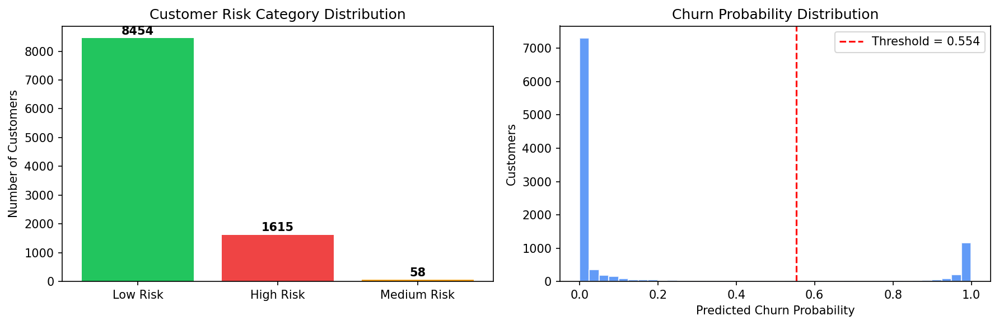 Customer Risk Category Distribution
Number of Customers
8000
7000
6000
5000
4000
3000
2000
1000
0
8454
1615
58
Low Risk
High Risk
Medium Risk
Churn Probability Distribution
Customers
7000
6000
5000
4000
3000
2000
1000
0
Threshold = 0.554
0.0
0.2
0.4
0.6
0.8
1.0
Predicted Churn Probability